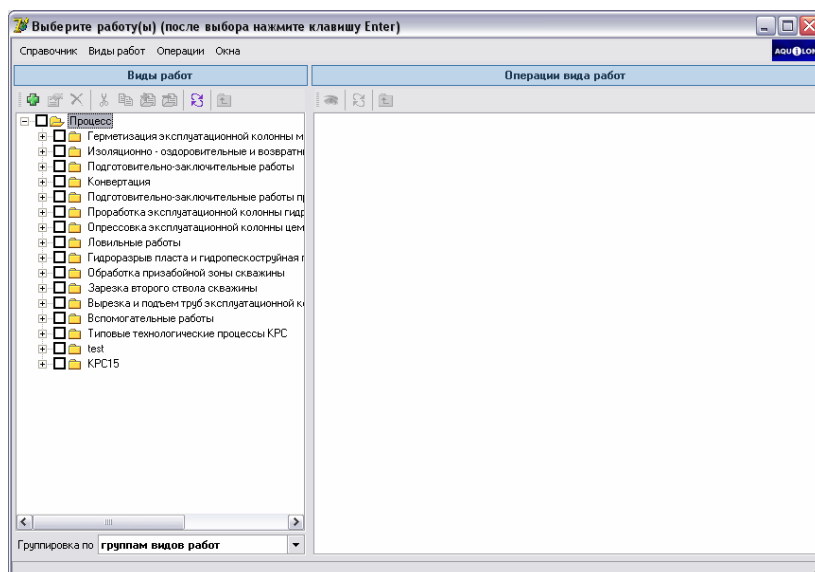 Выберите работу(ы) (после выбора нажмите клавишу Enter)
Справочник Виды работ Операции Окна
AQU LON
Виды работ
Операции вида работ
Процесс
Герметизация эксплуатационной колонны м
Изоляционно - оздоровительные и возвратн
Подготовительно-заключительные работы
Конвертация
Подготовительно-заключительные работы п
Проработка эксплуатационной колонны гидр
Опрессовка эксплуатационной колонны цем
Ловильные работы
Гидроразрыв пласта и гидропескоструйная п
Обработка призабойной зоны скважины
Зарезка второго ствола скважины
Вырезка и подъем труб эксплуатационной к
Вспомогательные работы
Типовые технологические процессы КРС
test
КРС15
Группировка по группам видов работ